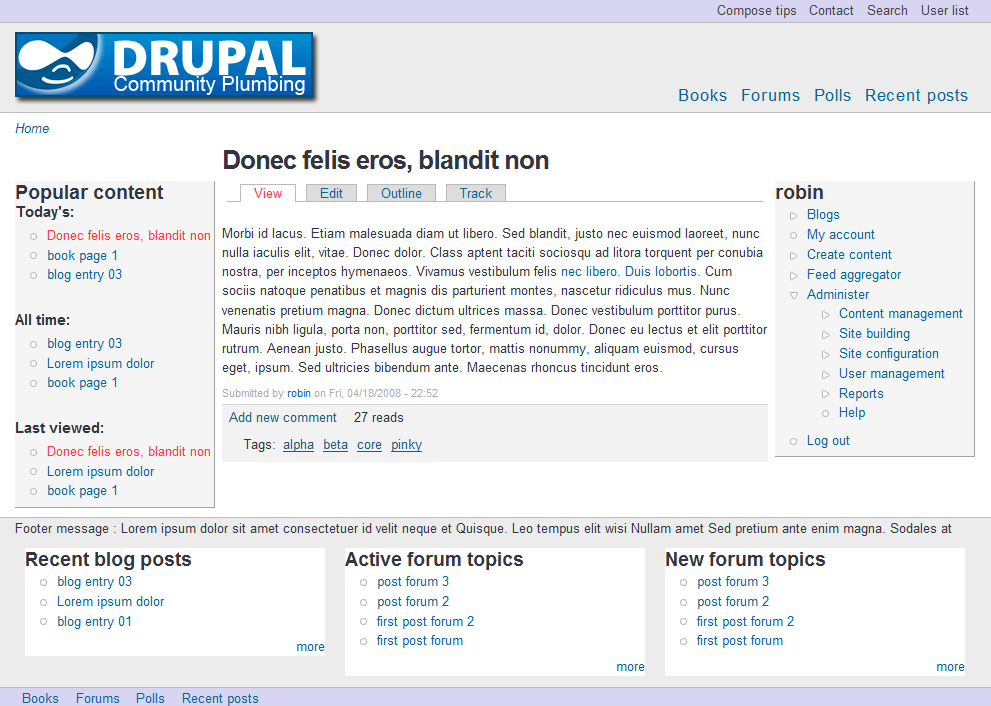 Compose tips Contact Search User list
DRUPAL
Community Plumbing
Books Forums Polls Recent posts
Home
Donec felis eros, blandit non
Popular content
Today's:
Donec felis eros, blandit non
book page 1
blog entry 03
All time:
blog entry 03
Lorem ipsum dolor
book page 1
Last viewed:
Donec felis eros, blandit non
Lorem ipsum dolor
book page 1
View Edit Outline Track
Morbi id lacus. Etiam malesuada diam ut libero. Sed blandit, justo nec euismod laoreet, nunc
nulla iaculis elit, vitae. Donec dolor. Class aptent taciti sociosqu ad litora torquent per conubia
nostra, per inceptos hymenaeos. Vivamus vestibulum felis nec libero. Duis lobortis. Cum
sociis natoque penatibus et magnis dis parturient montes, nascetur ridiculus mus. Nunc
venenatis pretium magna. Donec dictum ultrices massa. Donec vestibulum porttitor purus.
Mauris nibh ligula, porta non, porttitor sed, fermentum id, dolor. Donec eu lectus et elit porttitor
rutrum. Aenean justo. Phasellus augue tortor, mattis nonummy, aliquam euismod, cursus
eget, ipsum. Sed ultricies bibendum ante. Maecenas rhoncus tincidunt eros.
Submitted by robin on Fri, 04/18/2008 - 22:52
Add new comment 27 reads
Tags: alpha beta core pinky
robin
Blogs
My account
Create content
Feed aggregator
Administer
Content management
Site building
Site configuration
User management
Reports
Help
Log out
Footer message : Lorem ipsum dolor sit amet consectetuer id velit neque et Quisque. Leo tempus elit wisi Nullam amet Sed pretium ante enim magna. Sodales at
Recent blog posts
blog entry 03
Lorem ipsum dolor
blog entry 01
more
Active forum topics
post forum 3
post forum 2
first post forum 2
first post forum
more
New forum topics
post forum 3
post forum 2
first post forum 2
first post forum
more
Books Forums Polls Recent posts